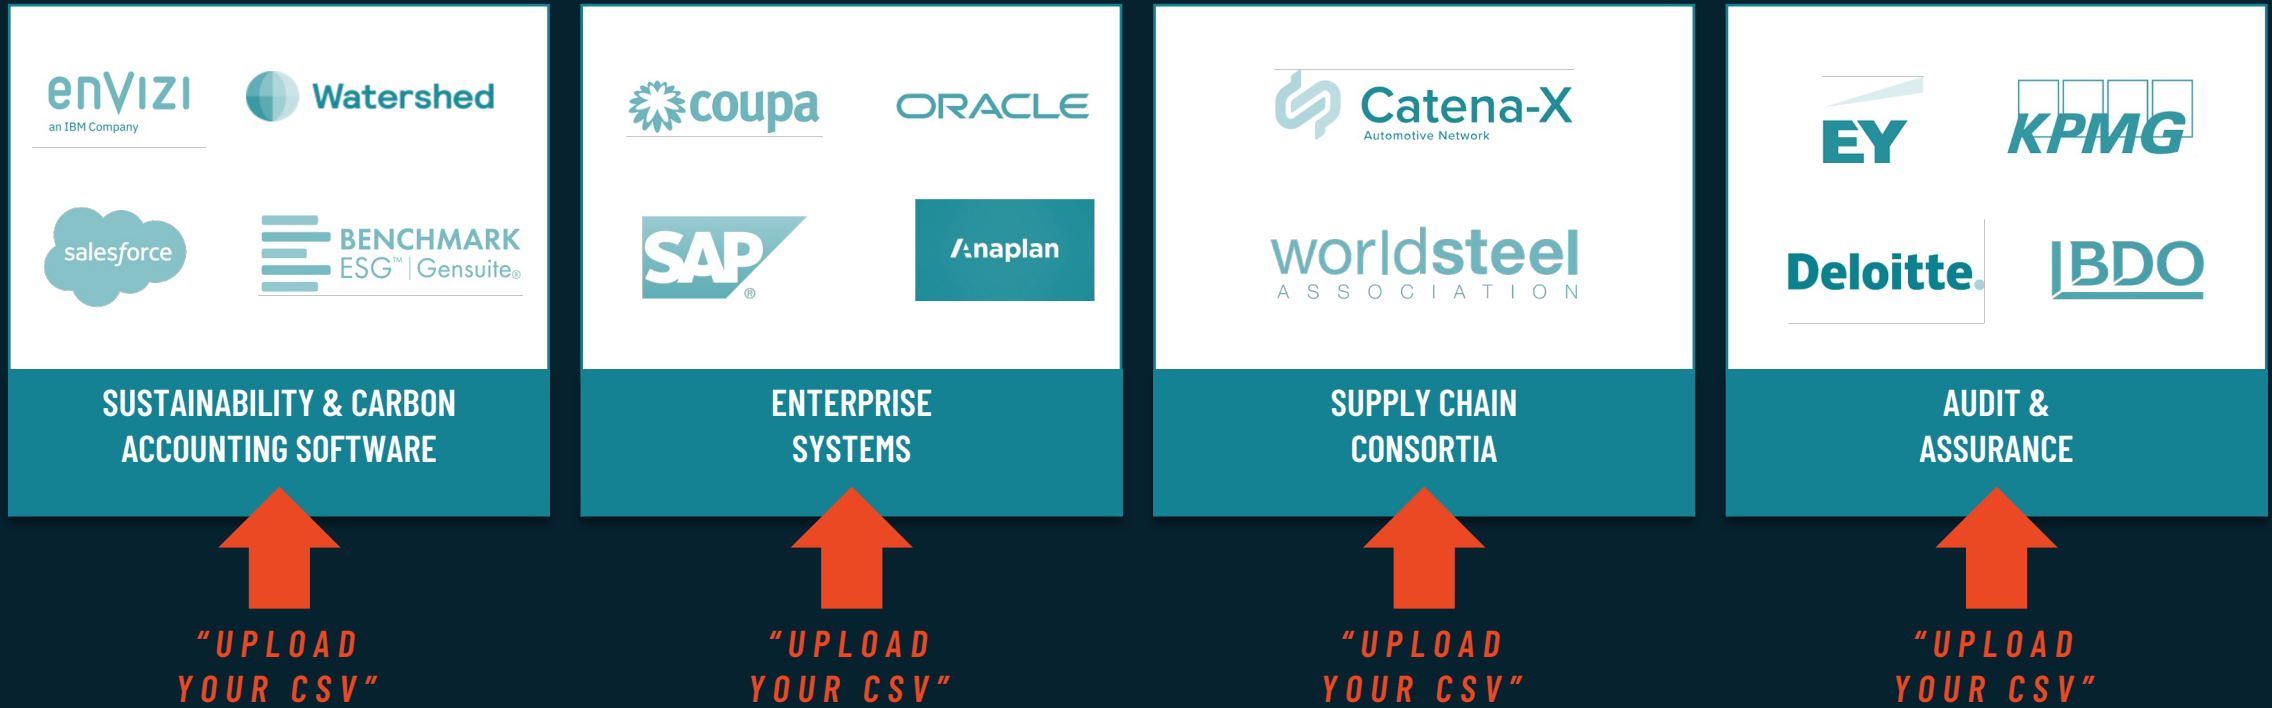 enVIZI
an IBM Company
Watershed
salesforce
BENCHMARK
ESG™ | Gensuite®
SUSTAINABILITY & CARBON
ACCOUNTING SOFTWARE
“UPLOAD
YOUR CSV”
coupa
ORACLE
SAP
®
Anaplan
ENTERPRISE
SYSTEMS
“UPLOAD
YOUR CSV”
Catena-X
Automotive Network
worldsteel
ASSOCIATION
SUPPLY CHAIN
CONSORTIA
“UPLOAD
YOUR CSV”
EY
KPMG
Deloitte.
BDO
AUDIT &
ASSURANCE
“UPLOAD
YOUR CSV”